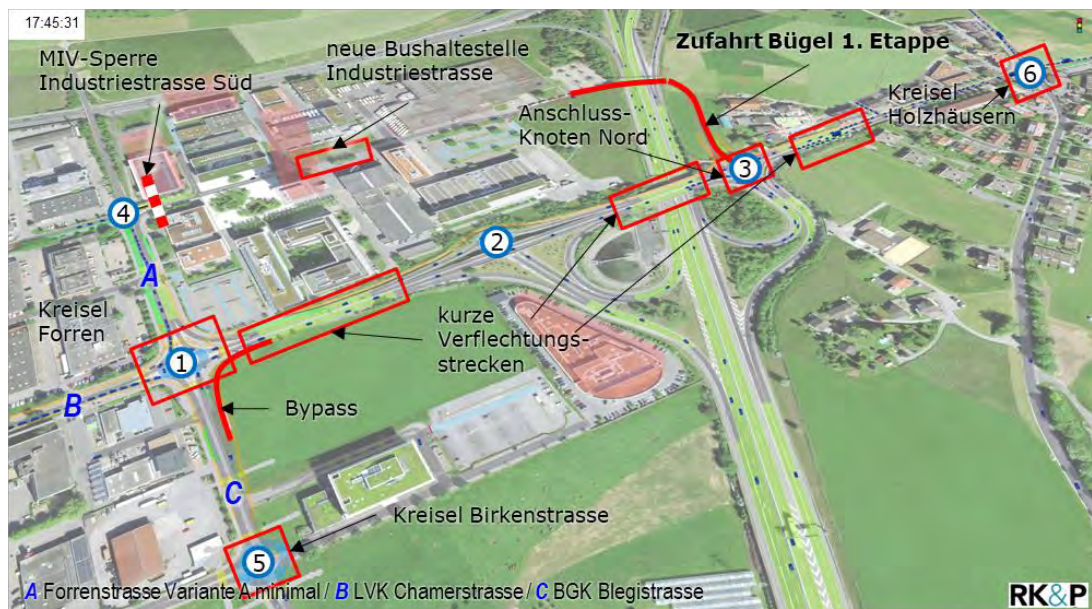 17:45:31
MIV-Sperre
Industriestrasse Süd
neue Bushaltestelle
Industriestrasse
Zufahrt Bügel 1. Etappe
Anschluss-
Knoten Nord
6
Kreisel
Holzhäusern
3
4
2
A
Kreisel
Forren
kurze
Verflechtungs-
strecken
1
B
Bypass
C
Kreisel Birkenstrasse
5
A Forrenstrasse Variante A minimal / B LVK Chamerstrasse / C BGK Blegistrasse
RK&P